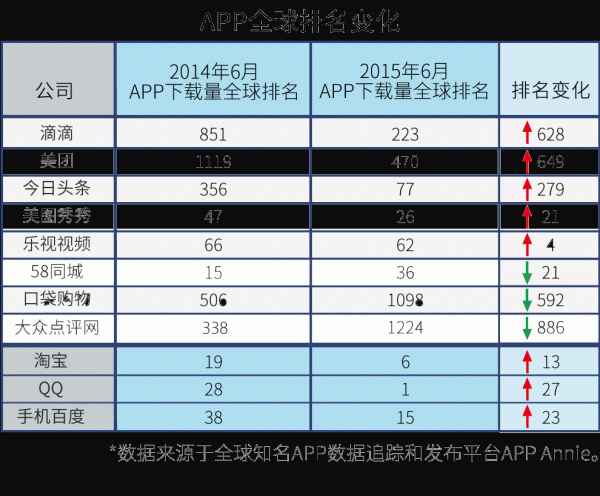 APP全球排名变化
公司 2014年6月 APP下载量全球排名 2015年6月 APP下载量全球排名 排名变化
滴滴 851 223 628
美团 1119 470 649
今日头条 356 77 279
美图秀秀 47 26 21
乐视视频 66 62 4
58同城 15 36 21
口袋购物 506 1098 592
大众点评网 338 1224 886
淘宝 19 6 13
QQ 28 1 27
手机百度 38 15 23
*数据来源于全球知名APP数据追踪和发布平台APP Annie。